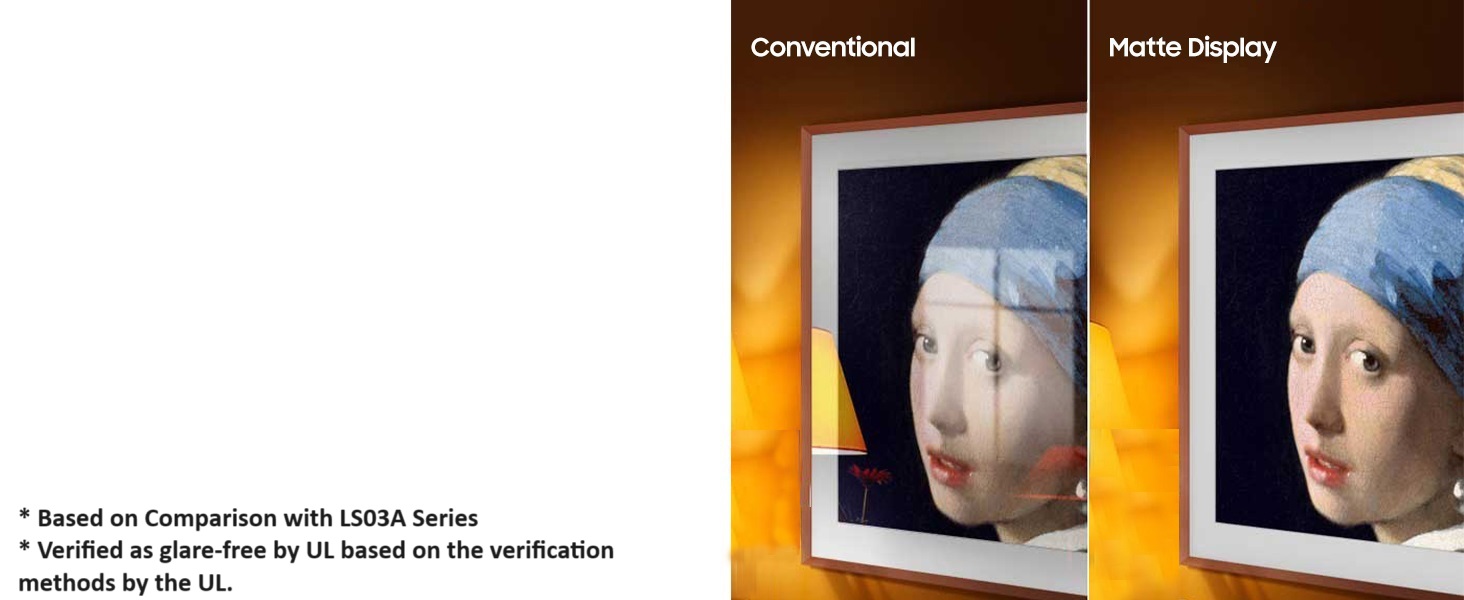 Conventional
Matte Display
* Based on Comparison with LS03A Series
* Verified as glare-free by UL based on the verification
methods by the UL.